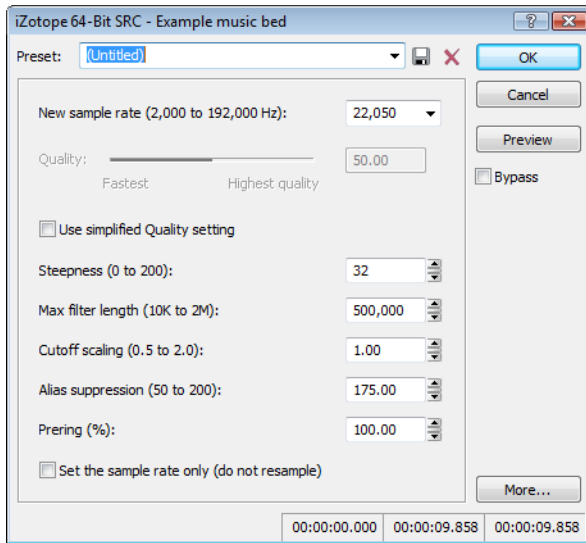 iZotope 64-Bit SRC - Example music bed
Preset: (Untitled)
OK
Cancel
Preview
Bypass
New sample rate (2,000 to 192,000 Hz): 22,050
Quality: 50.00
Fastest Highest quality
Use simplified Quality setting
Steepness (0 to 200): 32
Max filter length (10K to 2M): 500,000
Cutoff scaling (0.5 to 2.0): 1.00
Alias suppression (50 to 200): 175.00
Prering (%): 100.00
Set the sample rate only (do not resample)
More...
00:00:00.000 00:00:09.858 00:00:09.858